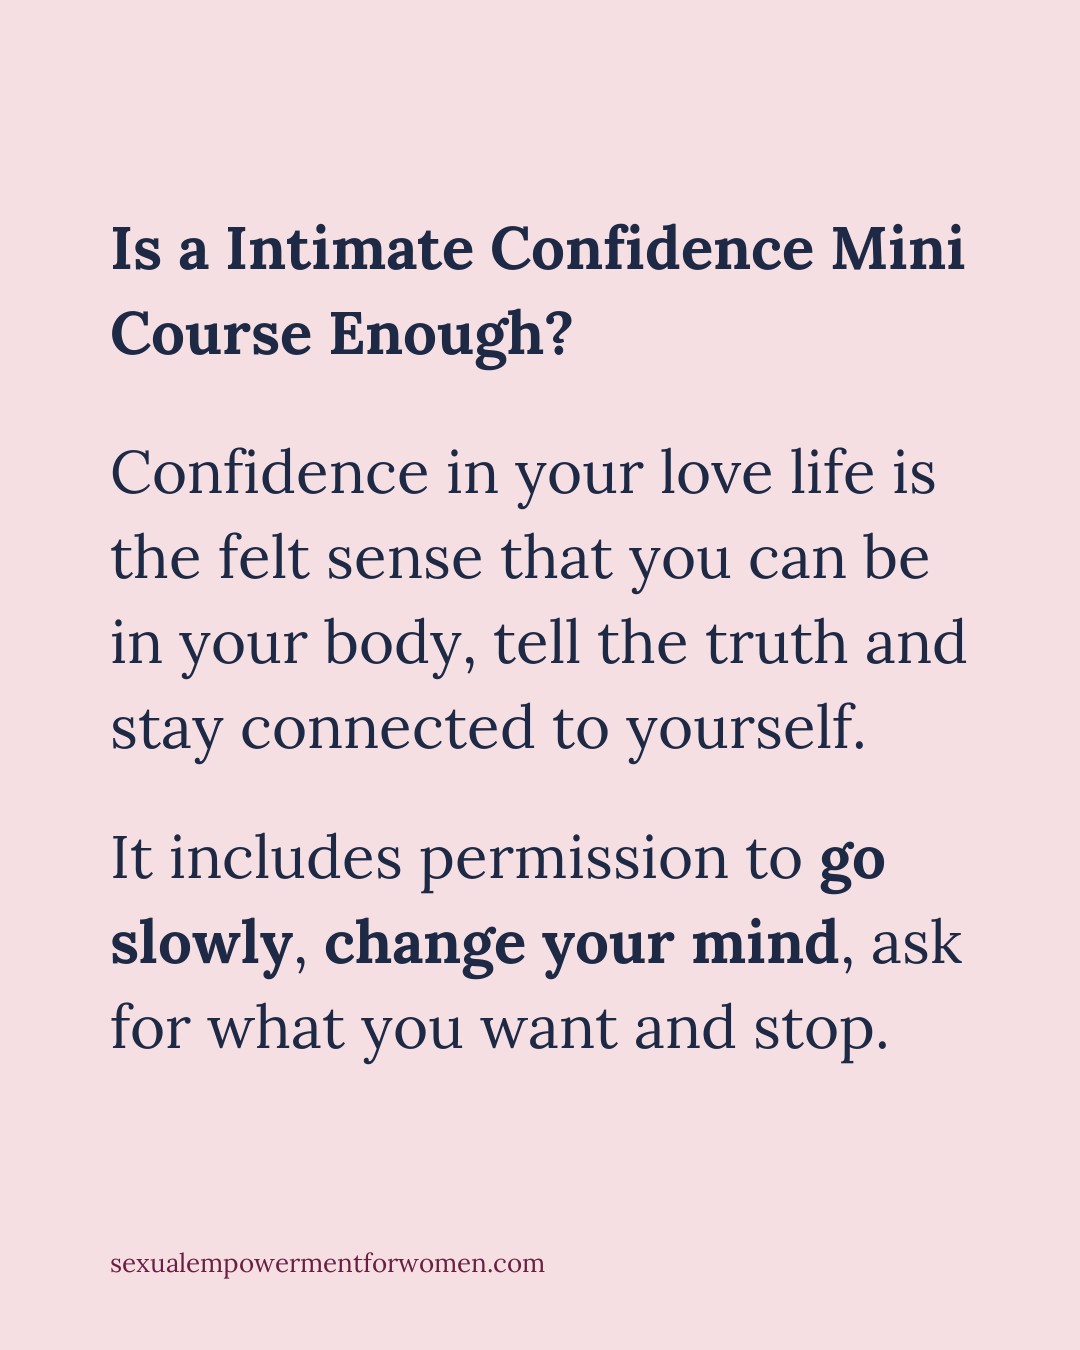 Is a Intimate Confidence Mini
Course Enough?
Confidence in your love life is
the felt sense that you can be
in your body, tell the truth and
stay connected to yourself.
It includes permission to go
slowly, change your mind, ask
for what you want and stop.
sexualempowermentforwomen.com